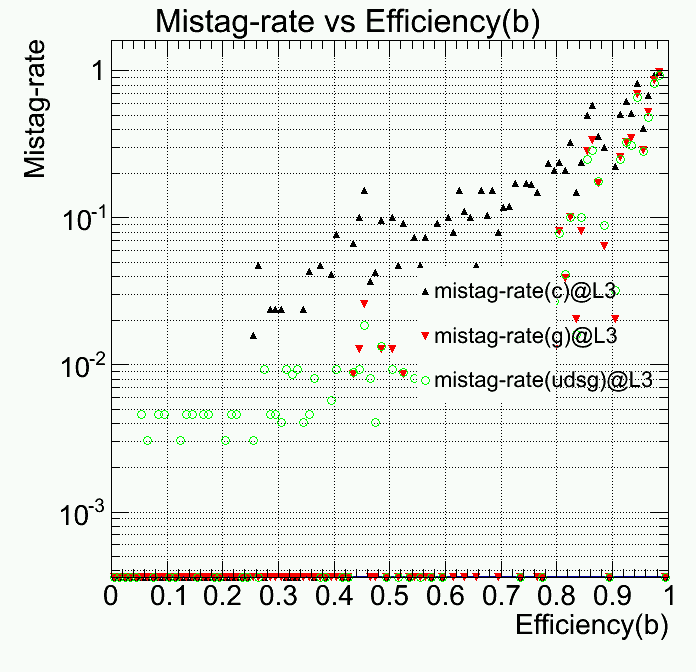 Mistag-rate vs Efficiency(b)
Mistag-rate
1
10-1
10-2
10-3
mistag-rate(c)@L3
mistag-rate(g)@L3
mistag-rate(udsg)@L3
0 0.1 0.2 0.3 0.4 0.5 0.6 0.7 0.8 0.9 1
Efficiency(b)